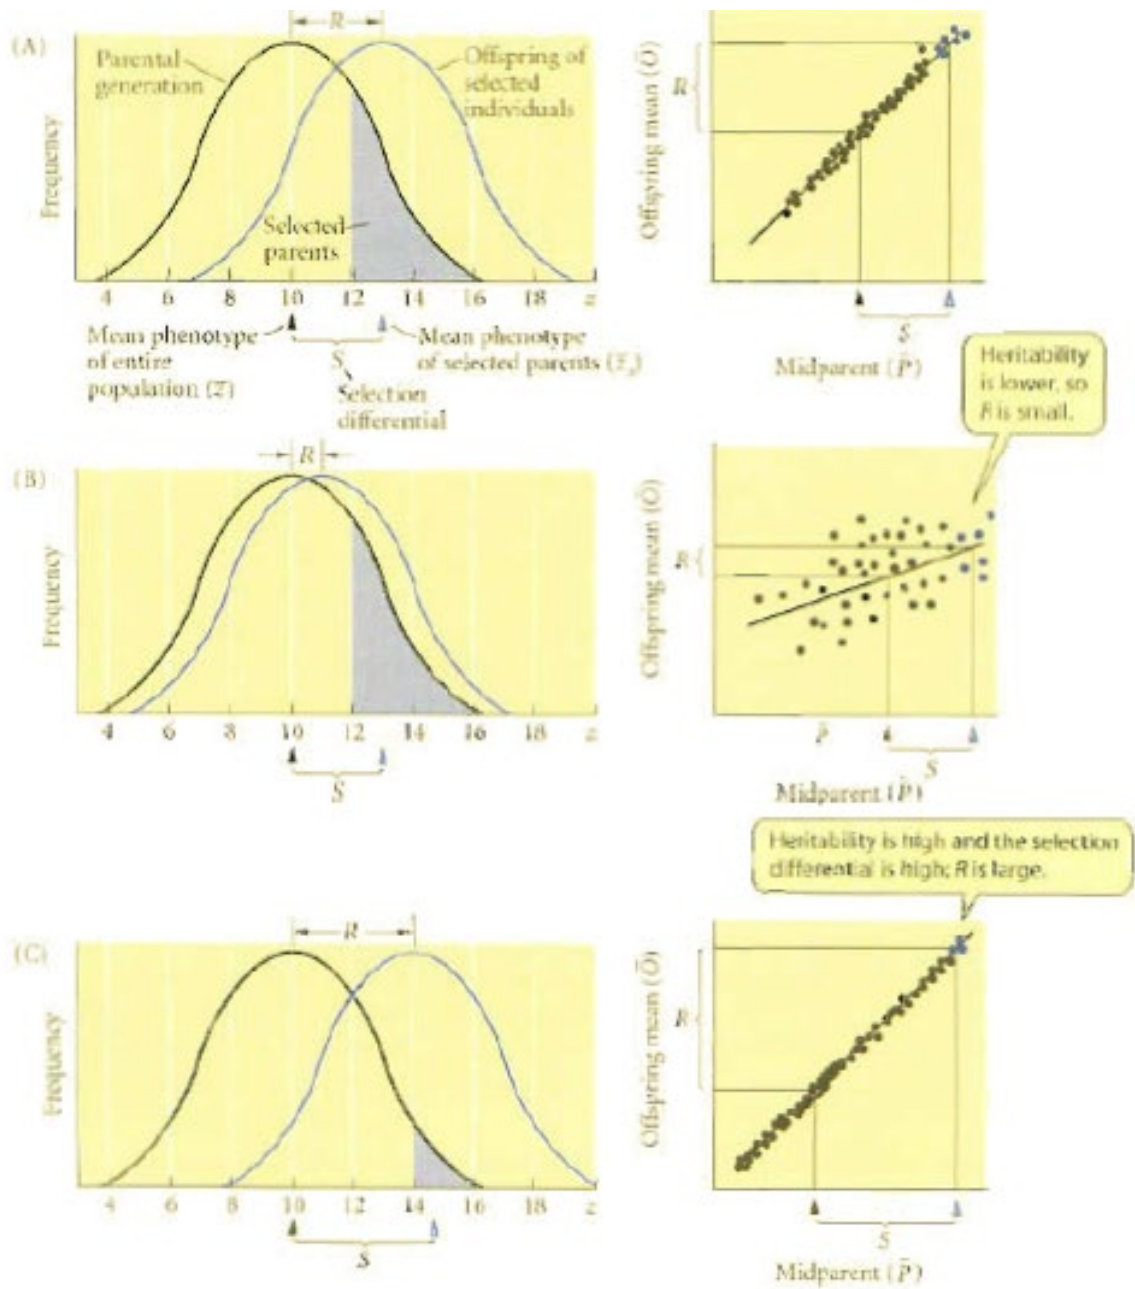 (A)
R
Parental
generation
Offspring of
selected
individuals
Frequency
Selected
parents
4 6 8 10 12 14 16 18 z
Mean phenotype
of entire
population (z̄)
S
Selection
differential
Mean phenotype
of selected parents (z̄s)
Offspring mean (Ō)
R
S
Midparent (P̄)
Heritability
is lower, so
R is small.
(B)
R
Frequency
4 6 8 10 12 14 16 18 z
S
Offspring mean (Ō)
R
P
S
Midparent (P̄)
Heritability is high and the selection
differential is high; R is large.
(C)
R
Frequency
4 6 8 10 12 14 16 18 z
S
Offspring mean (Ō)
R
S
Midparent (P̄)